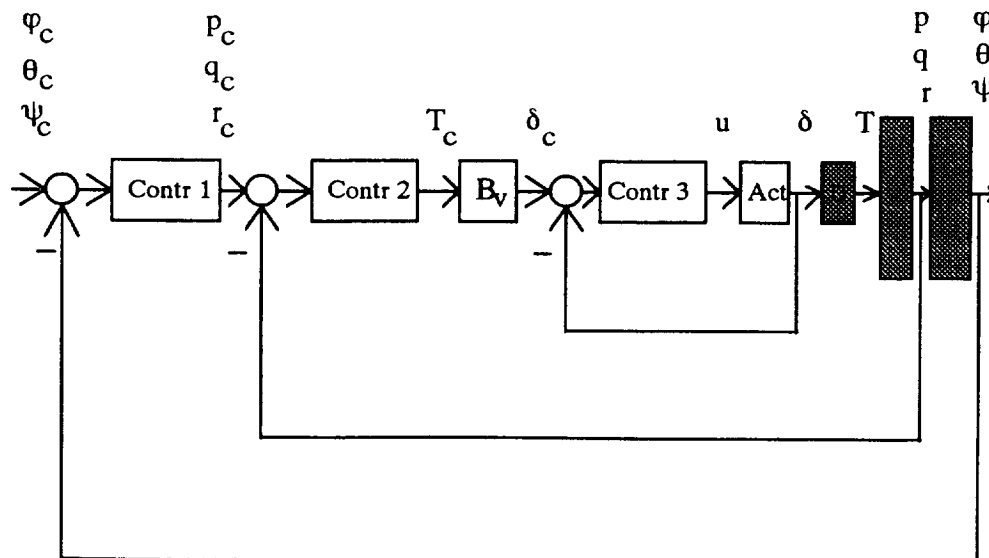 φc pc p φ
θc qc q θ
ψc rc r ψ
Tc δc u δ T
Contr 1 Contr 2 Bv Contr 3 Act
− − −